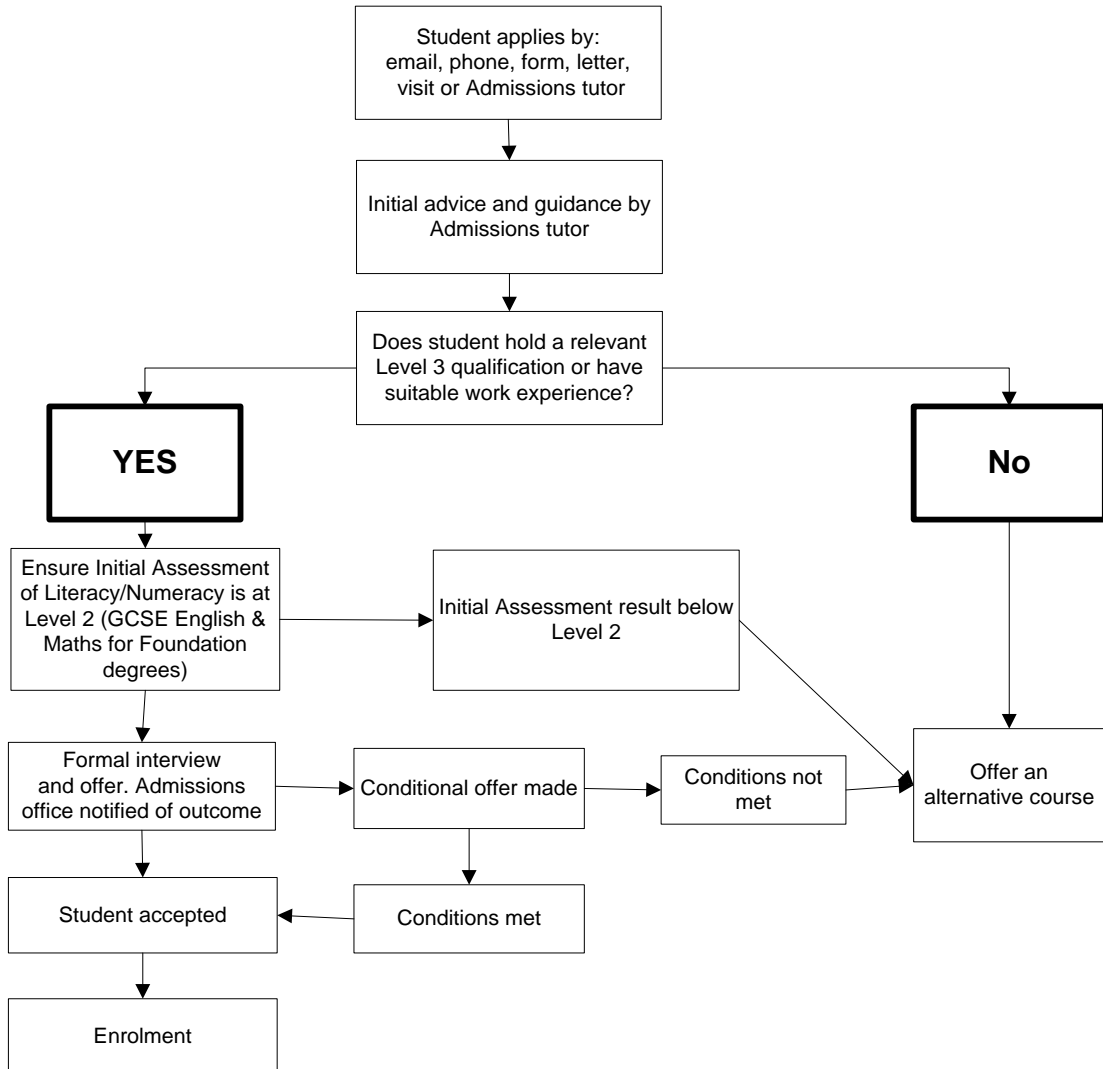 Student applies by:
email, phone, form, letter,
visit or Admissions tutor
Initial advice and guidance by
Admissions tutor
Does student hold a relevant
Level 3 qualification or have
suitable work experience?
YES
No
Ensure Initial Assessment
of Literacy/Numeracy is at
Level 2 (GCSE English &
Maths for Foundation
degrees)
Initial Assessment result below
Level 2
Formal interview
and offer. Admissions
office notified of outcome
Conditional offer made
Conditions not
met
Offer an
alternative course
Student accepted
Conditions met
Enrolment